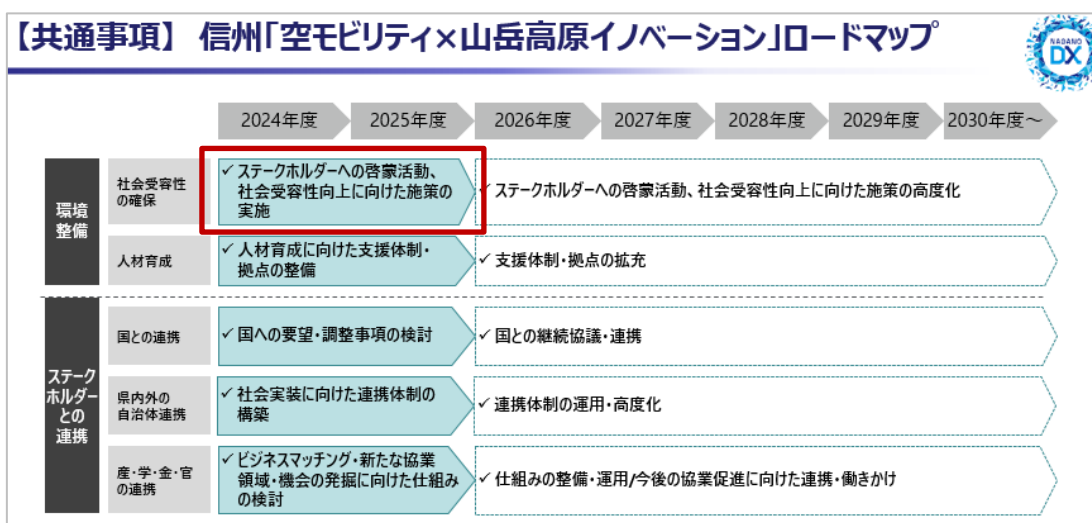 【共通事項】 信州「空モビリティ×山岳高原イノベーション」ロードマップ
NAGANO
DX
2024年度
2025年度
2026年度
2027年度
2028年度
2029年度
2030年度～
環境
整備
社会受容性
の確保
✓ステークホルダーへの啓蒙活動、
社会受容性向上に向けた施策の
実施
✓ステークホルダーへの啓蒙活動、社会受容性向上に向けた施策の高度化
人材育成
✓人材育成に向けた支援体制・
拠点の整備
✓支援体制・拠点の拡充
ステーク
ホルダー
との
連携
国との連携
✓国への要望・調整事項の検討
✓国との継続協議・連携
県内外の
自治体連携
✓社会実装に向けた連携体制の
構築
✓連携体制の運用・高度化
産・学・金・官
の連携
✓ビジネスマッチング・新たな協業
領域・機会の発掘に向けた仕組み
の検討
✓仕組みの整備・運用/今後の協業促進に向けた連携・働きかけ